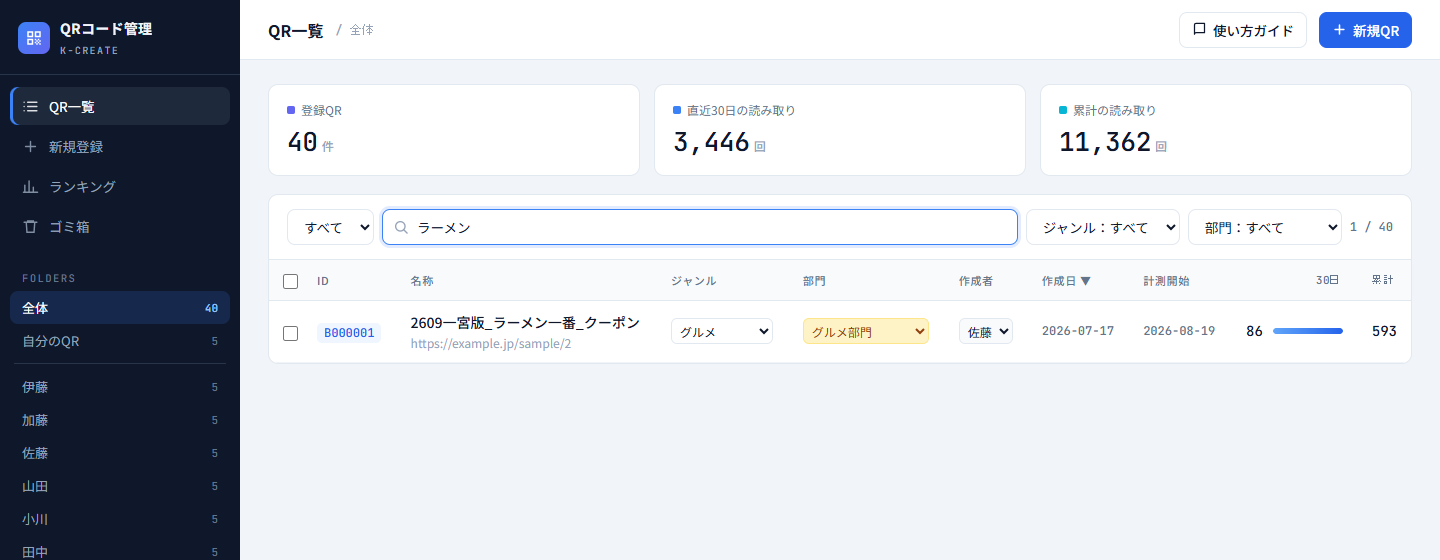 QRコード管理
K-CREATE
QR一覧
新規登録
ランキング
ゴミ箱
FOLDERS
全体 40
自分のQR 5
伊藤 5
加藤 5
佐藤 5
山田 5
小川 5
田中 5
QR一覧 / 全体
使い方ガイド
新規QR
登録QR
40 件
直近30日の読み取り
3,446 回
累計の読み取り
11,362 回
すべて ラーメン ジャンル：すべて 部門：すべて 1 / 40
ID 名称 ジャンル 部門 作成者 作成日▼ 計測開始 30日 累計
B000001 2609一宮版_ラーメン一番_クーポン グルメ グルメ部門 佐藤 2026-07-17 2026-08-19 86 593
https://example.jp/sample/2